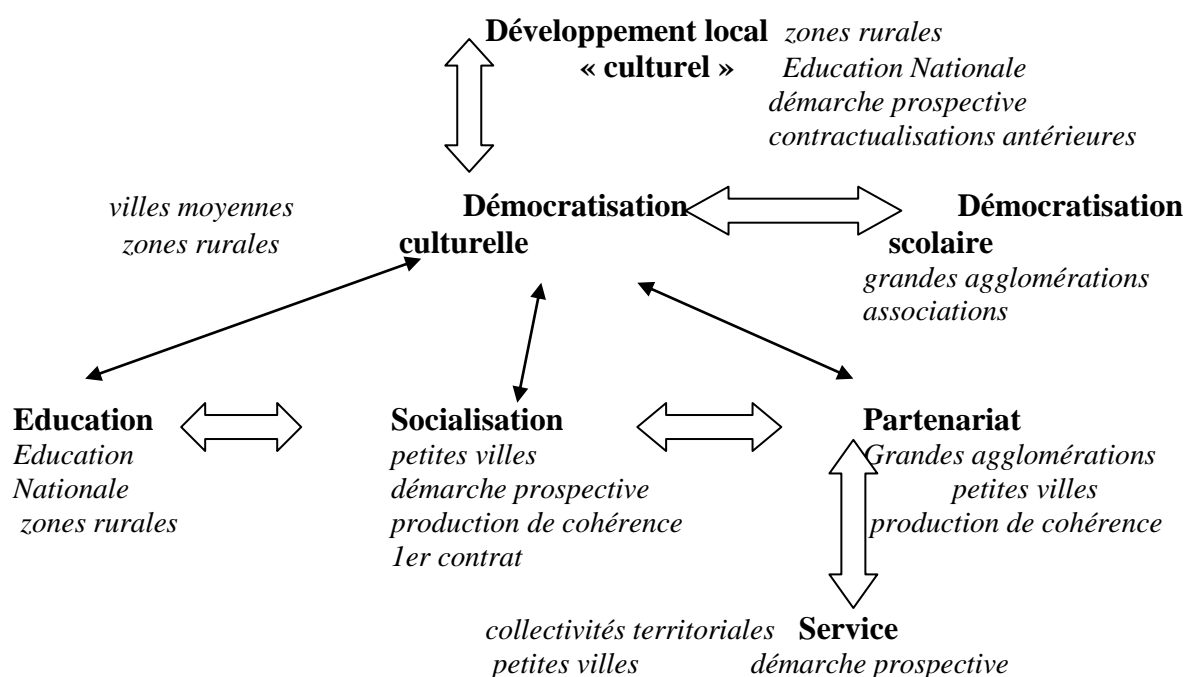 Développement local zones rurales
« culturel » Education Nationale
démarche prospective
contractualisations antérieures
villes moyennes Démocratisation Démocratisation
zones rurales culturelle scolaire
grandes agglomérations
associations
Education Socialisation Partenariat
Education petites villes Grandes agglomérations
Nationale démarche prospective petites villes
zones rurales production de cohérence production de cohérence
1er contrat
collectivités territoriales Service
petites villes démarche prospective